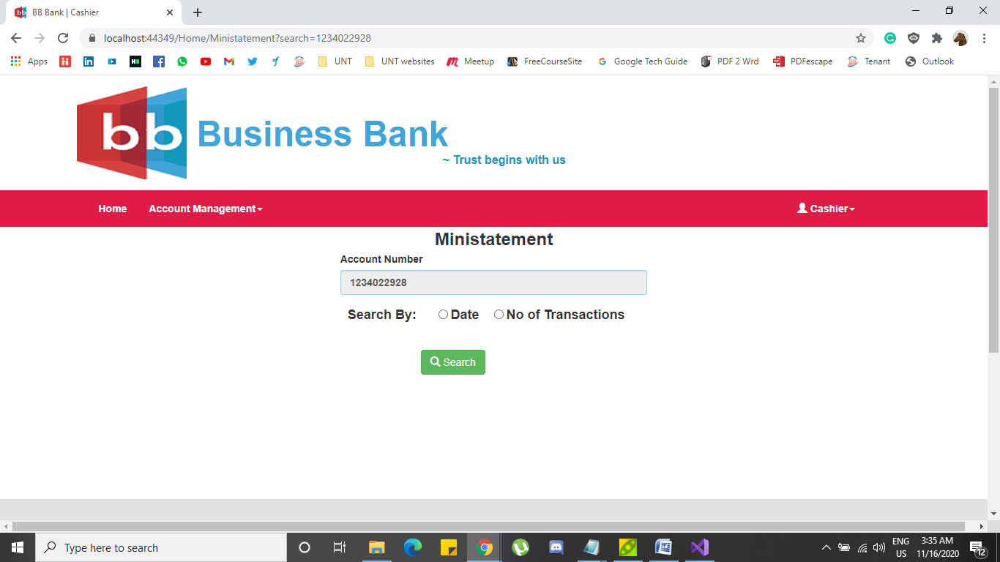 BB Bank | Cashier
localhost:44349/Home/Ministatement?search=1234022928
Apps UNT UNT websites Meetup FreeCourseSite Google Tech Guide PDF 2 Wrd PDFescape Tenant Outlook
bb Business Bank
~ Trust begins with us
Home Account Management Cashier
Ministatement
Account Number
1234022928
Search By: Date No of Transactions
Search
Type here to search
ENG 3:35 AM
US 11/16/2020
12